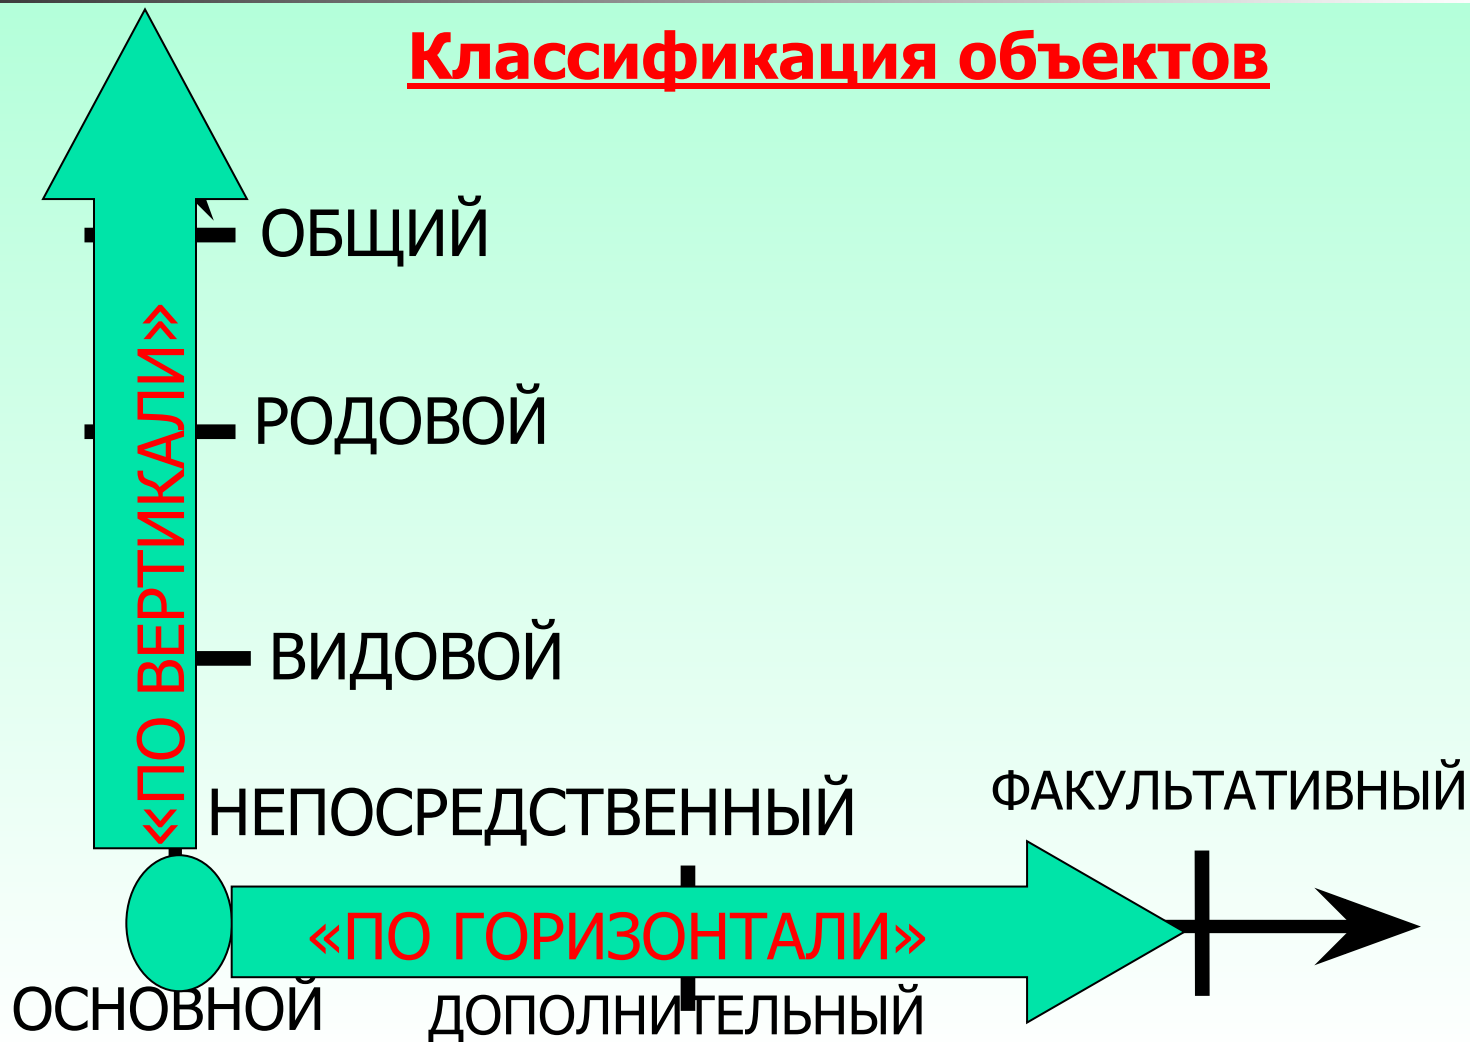 Классификация объектов
ОБЩИЙ
РОДОВОЙ
«ПО ВЕРТИКАЛИ»
ВИДОВОЙ
НЕПОСРЕДСТВЕННЫЙ
ФАКУЛЬТАТИВНЫЙ
«ПО ГОРИЗОНТАЛИ»
ОСНОВНОЙ
ДОПОЛНИТЕЛЬНЫЙ